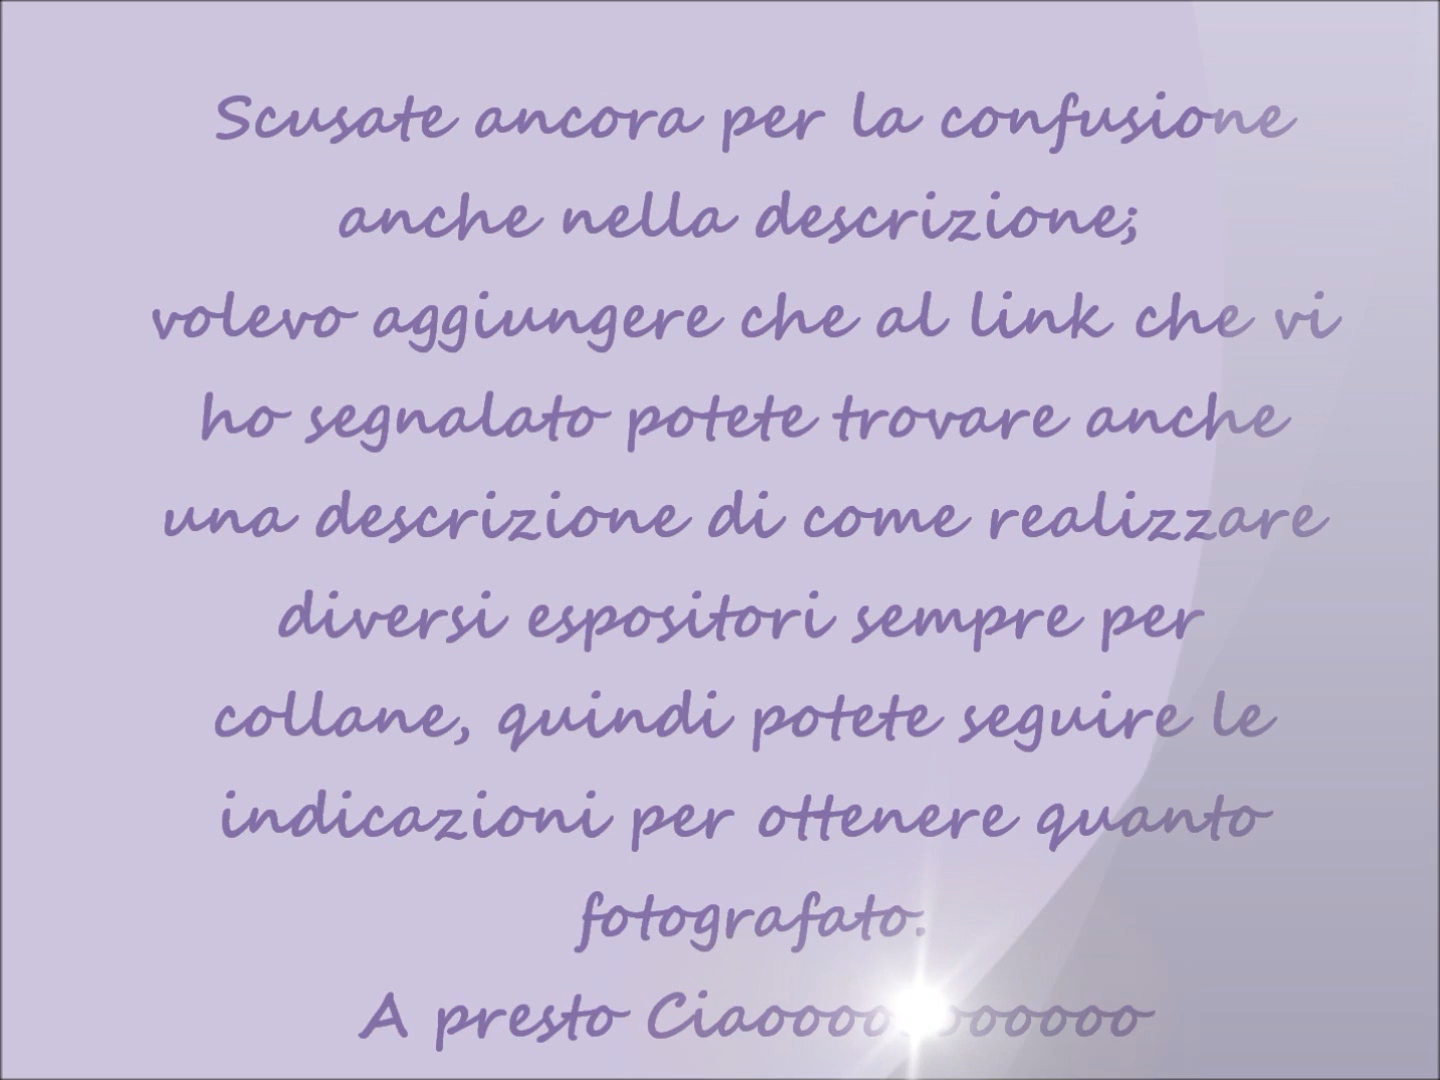 Scusate ancora per la confusione
anche nella descrizione;
volevo aggiungere che al link che vi
ho segnalato potete trovare anche
una descrizione di come realizzare
diversi espositori sempre per
collane, quindi potete seguire le
indicazioni per ottenere quanto
fotografato.
A presto